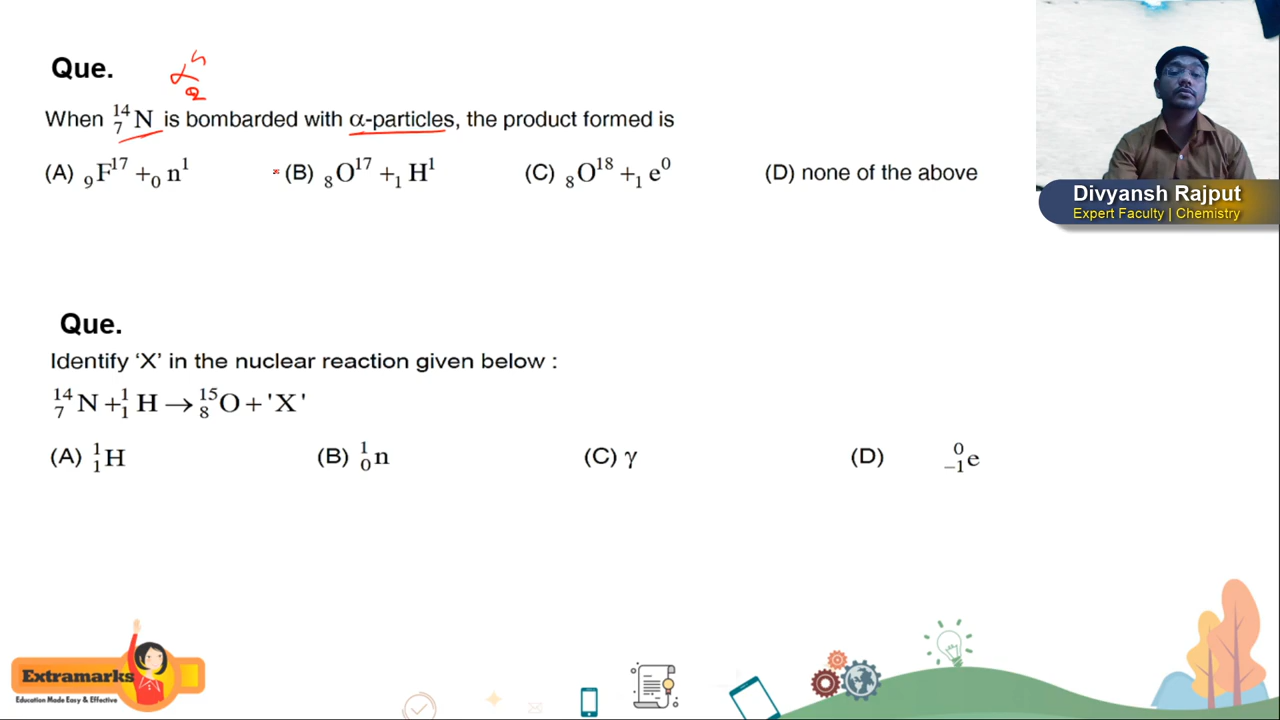 Que.
α⁴₂
When ¹⁴₇N is bombarded with α-particles, the product formed is
(A) ₉F¹⁷ +₀n¹ (B) ₈O¹⁷ +₁H¹ (C) ₈O¹⁸ +₁e⁰ (D) none of the above
Divyansh Rajput
Expert Faculty | Chemistry
Que.
Identify ‘X’ in the nuclear reaction given below :
¹⁴₇N +¹₁H → ¹⁵₈O + 'X'
(A) ¹₁H (B) ¹₀n (C) γ (D) ⁰₋₁e
Extramarks
Education Made Easy & Effective